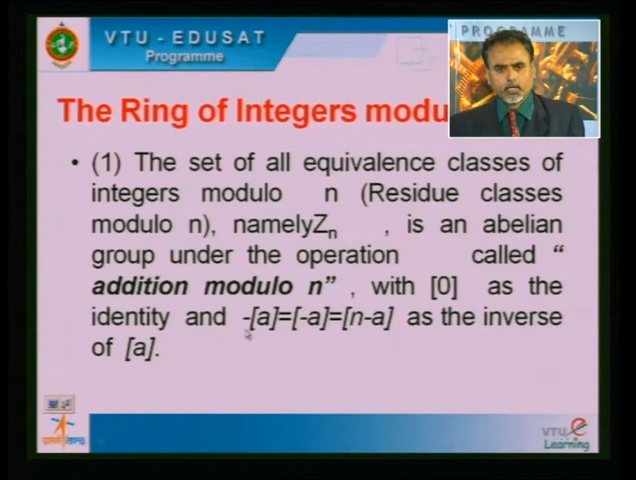 VTU - EDUSAT
Programme
PROGRAMME
The Ring of Integers modu
• (1) The set of all equivalence classes of
integers modulo n (Residue classes
modulo n), namelyZn , is an abelian
group under the operation called “
addition modulo n” , with [0] as the
identity and -[a]=[-a]=[n-a] as the inverse
of [a].
VTU e
Learning